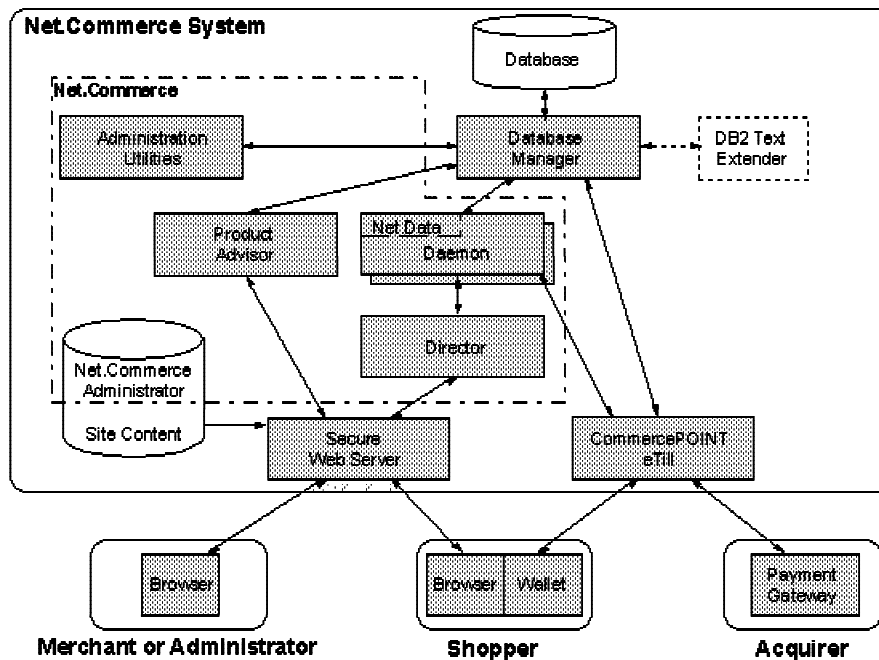 Net.Commerce System
Database
Net.Commerce
Administration
Utilities
Database
Manager
DB2 Text
Extender
Product
Advisor
Net.Data
Daemon
Director
Net.Commerce
Administrator
Site Content
Secure
Web Server
CommercePOINT
eTill
Browser
Browser
Wallet
Payment
Gateway
Merchant or Administrator
Shopper
Acquirer